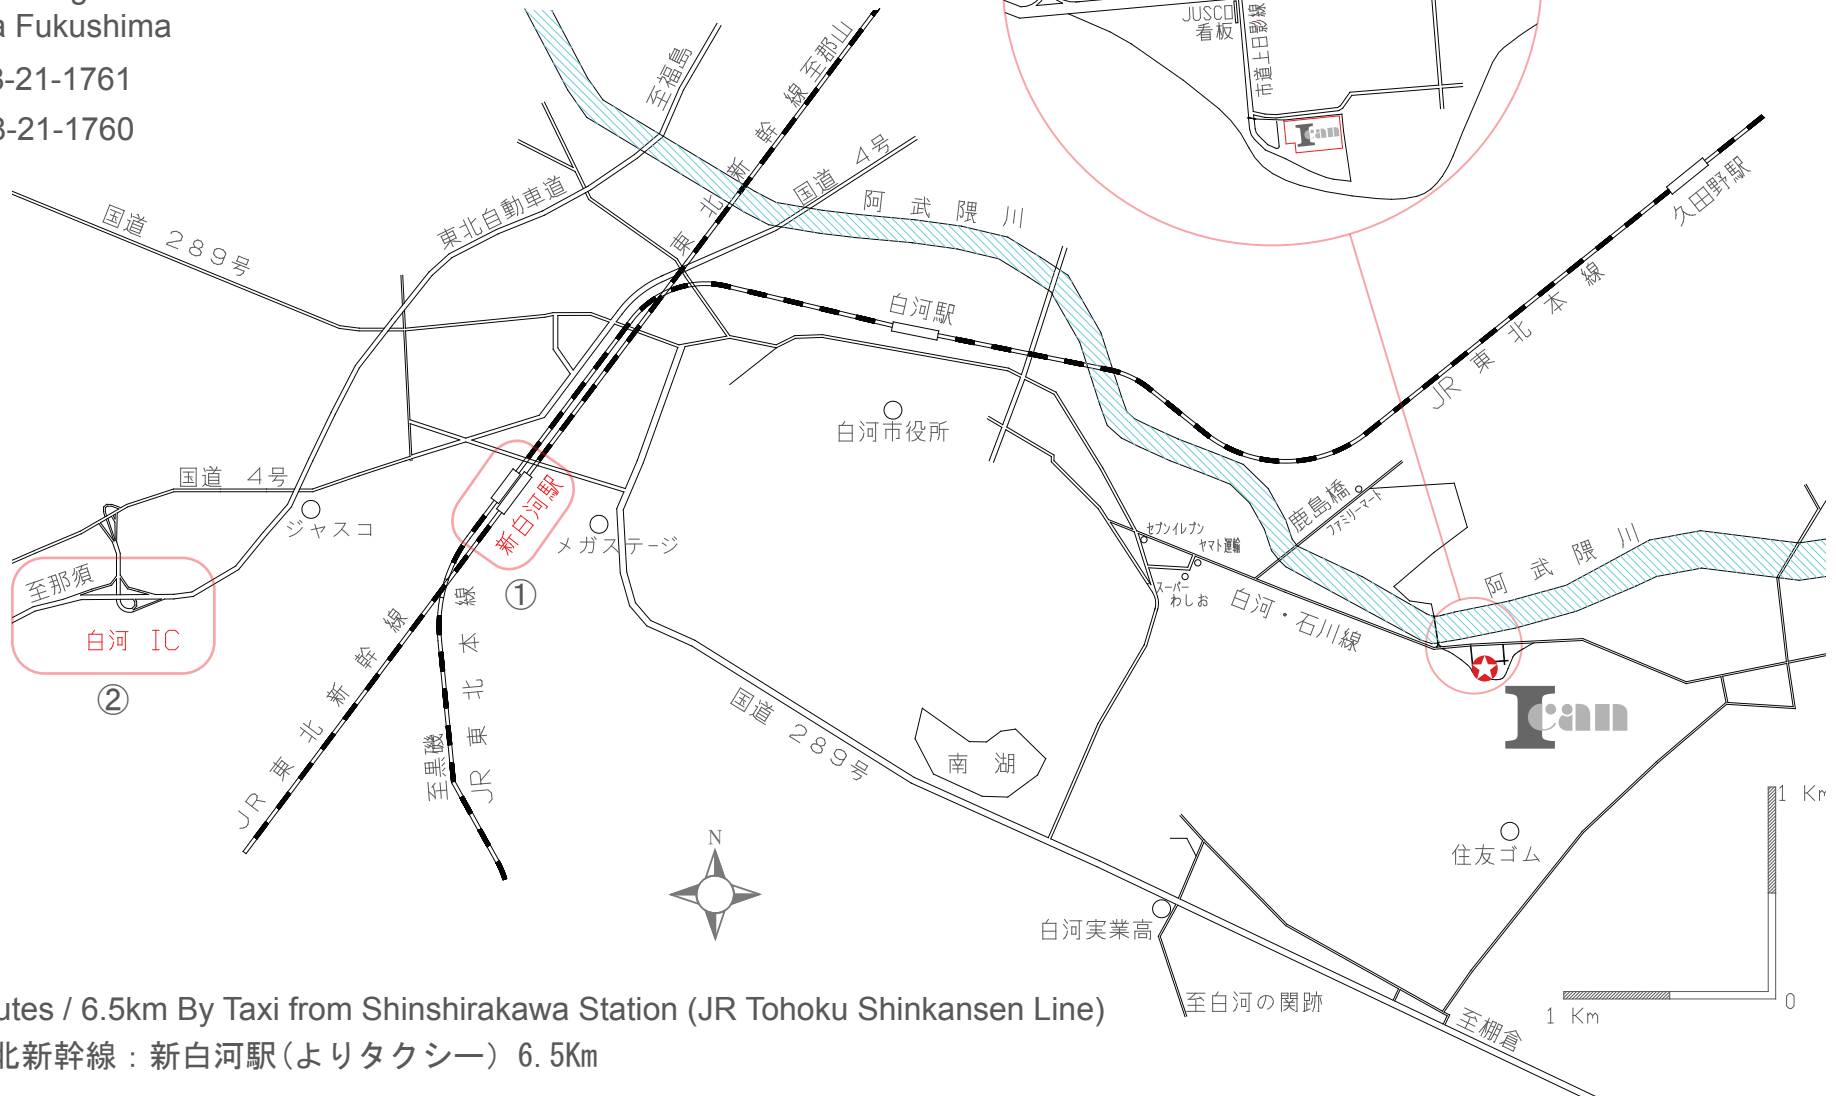 a Fukushima
3-21-1761
3-21-1760
JUSCO
看板
市道上日影線
Ican
至福島
至郡山
東北新幹線
国道 4号
東北自動車道
国道 289号
阿武隈川
久田野駅
JR東北本線
白河駅
白河市役所
国道 4号
ジャスコ
新白河駅
①
メガステージ
至那須
白河 IC
②
鹿島橋
ファミリーマート
セブンイレブン
ヤマト運輸
スーパー
わしお
白河・石川線
阿武隈川
Ican
JR東北新幹線
JR東北本線
至黒磯
国道 289号
南湖
住友ゴム
N
白河実業高
至白河の関跡
至棚倉
1 Km
0
1 Km
utes / 6.5km By Taxi from Shinshirakawa Station (JR Tohoku Shinkansen Line)
北新幹線：新白河駅(よりタクシー) 6.5Km